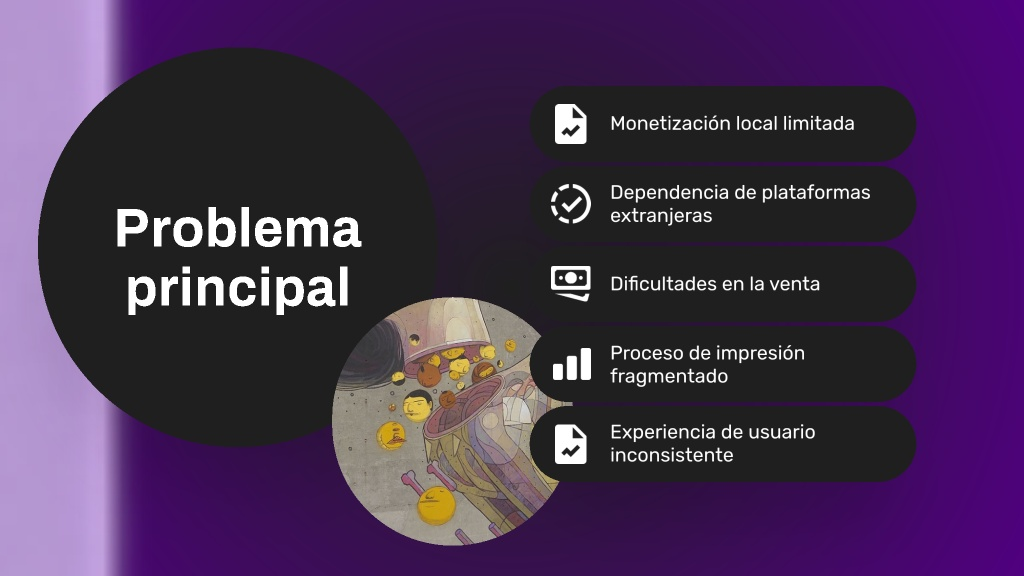 Problema
principal
Monetización local limitada
Dependencia de plataformas
extranjeras
Dificultades en la venta
Proceso de impresión
fragmentado
Experiencia de usuario
inconsistente